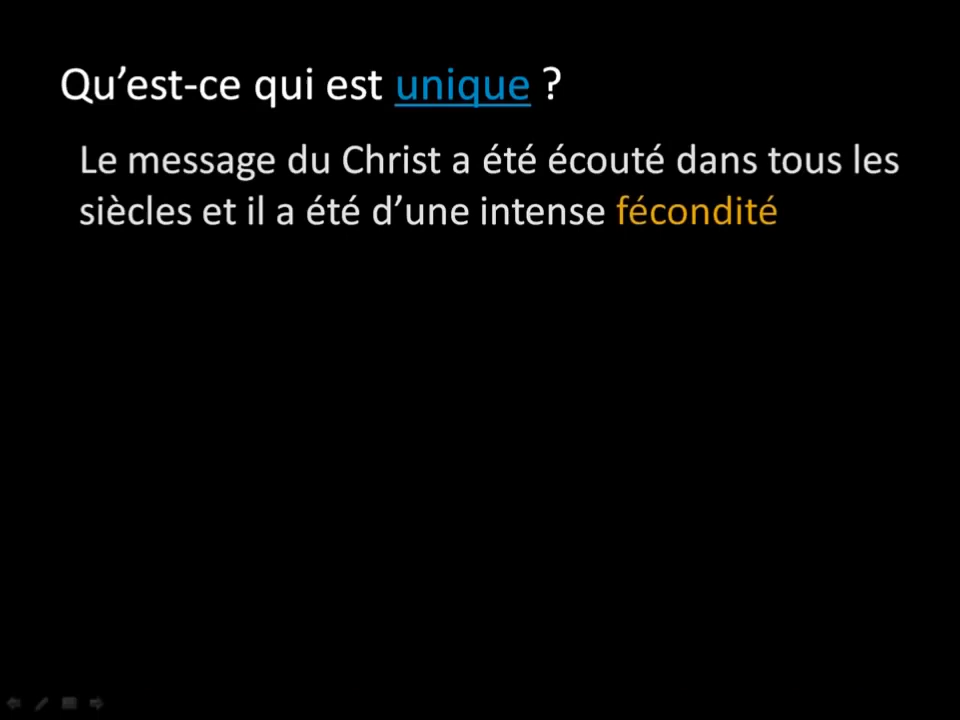 Qu’est-ce qui est unique ?
Le message du Christ a été écouté dans tous les
siècles et il a été d’une intense fécondité